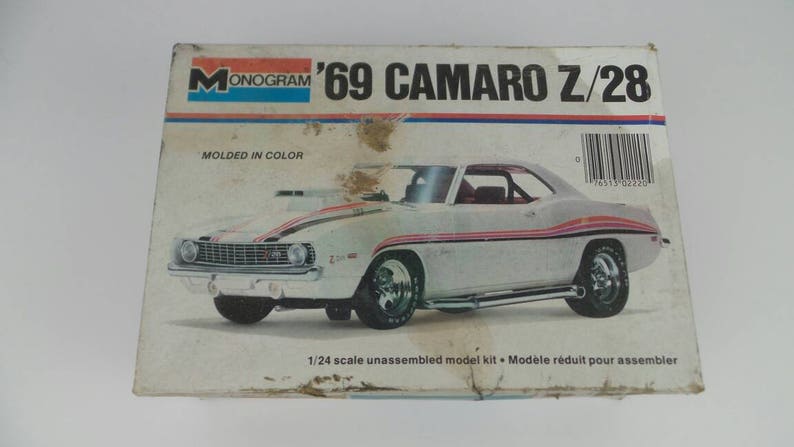 MONOGRAM
'69 CAMARO Z/28
MOLDED IN COLOR
0
76513 02220
1/24 scale unassembled model kit • Modèle réduit pour assembler